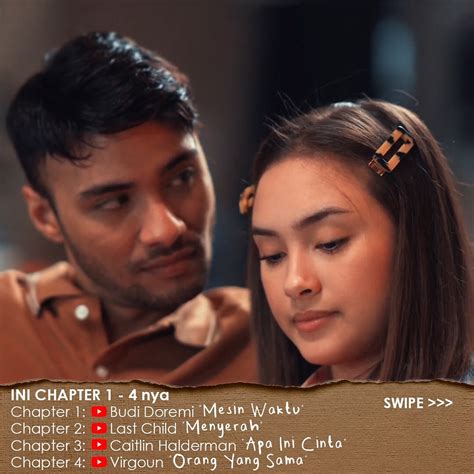 INI CHAPTER 1 - 4 nya
Chapter 1: Budi Doremi 'Mesin Waktu'
Chapter 2: Last Child 'Menyerah'
Chapter 3: Caitlin Halderman 'Apa Ini Cinta'
Chapter 4: Virgoun 'Orang Yang Sama'
SWIPE >>>